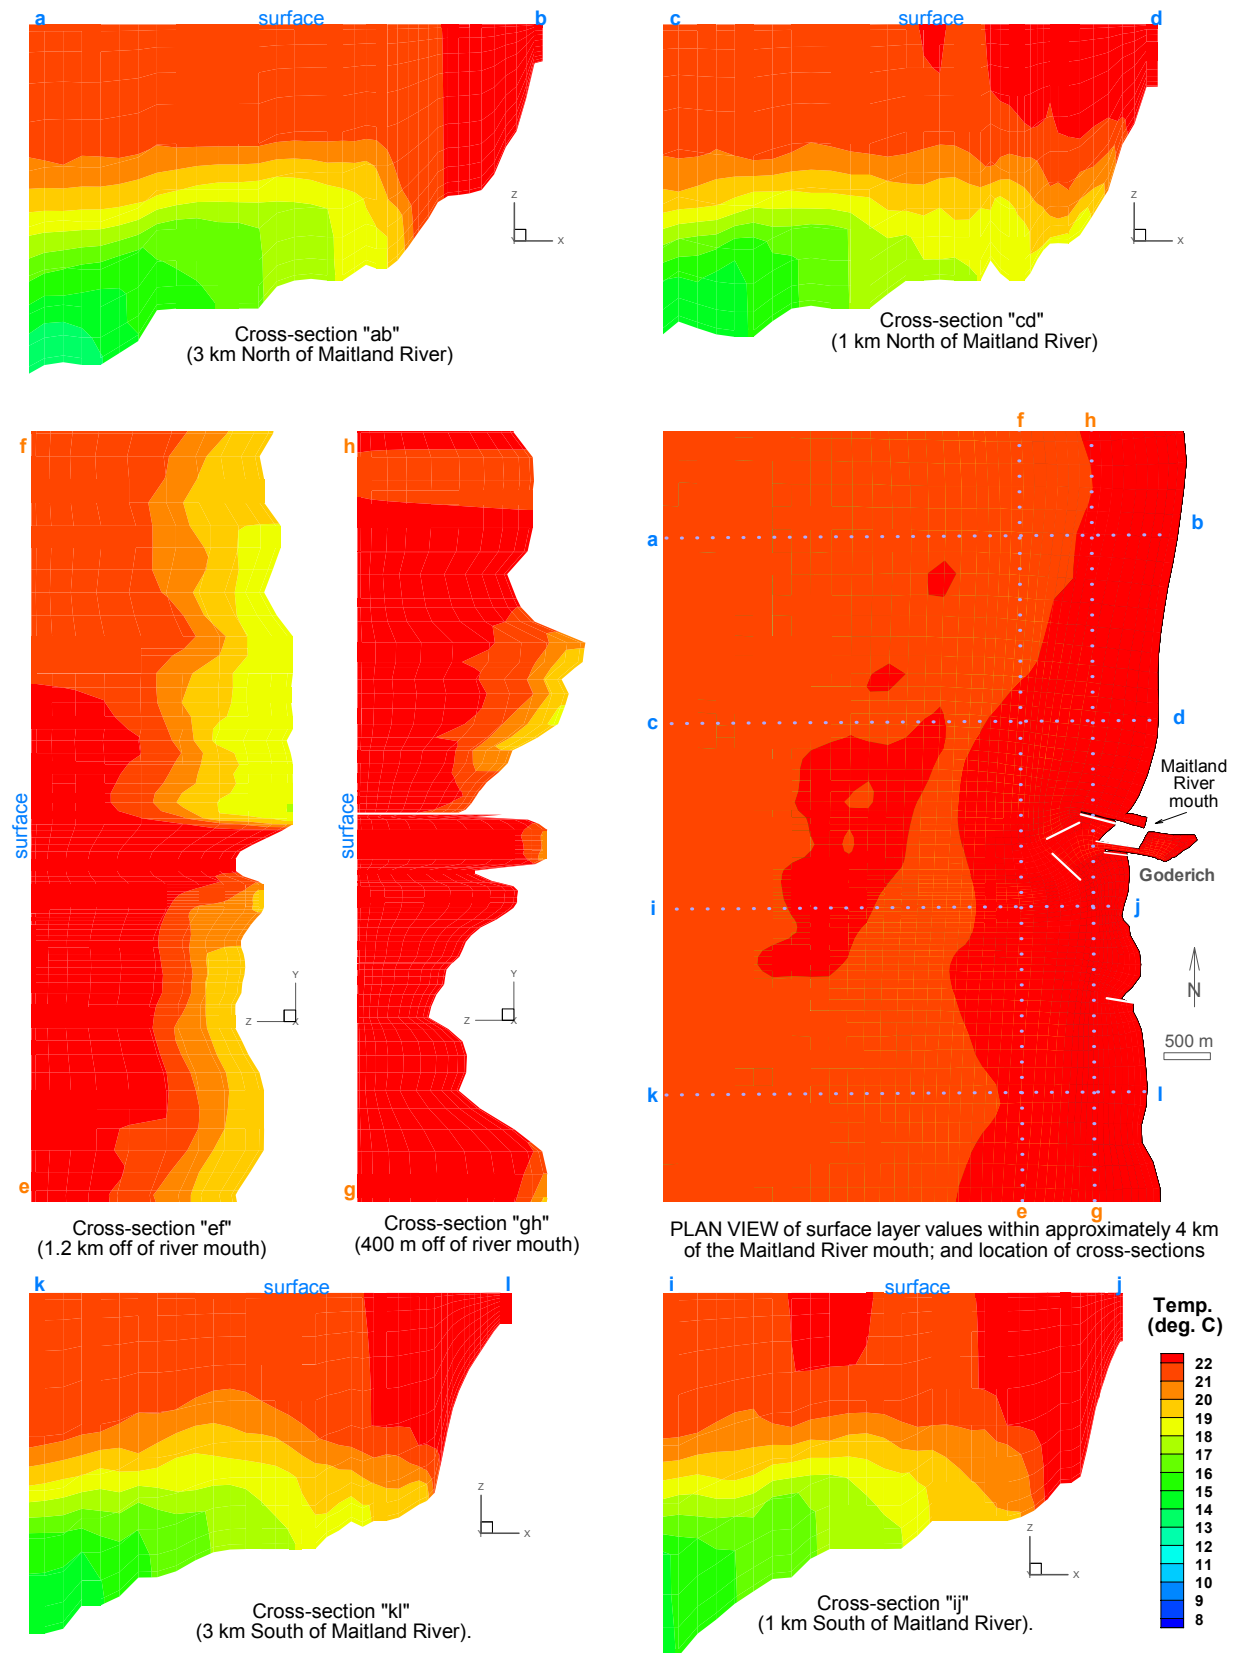 a
surface
b
c
surface
d
Z
X
Y
Cross-section "ab"
(3 km North of Maitland River)
Z
X
Y
Cross-section "cd"
(1 km North of Maitland River)
f
surface
e
Y
Z
X
Cross-section "ef"
(1.2 km off of river mouth)
h
surface
g
Y
Z
X
Cross-section "gh"
(400 m off of river mouth)
f
h
a
b
c
d
Maitland
River
mouth
Goderich
i
j
N
500 m
k
l
e
g
PLAN VIEW of surface layer values within approximately 4 km
of the Maitland River mouth; and location of cross-sections
k
surface
l
Z
X
Y
Cross-section "kl"
(3 km South of Maitland River).
i
surface
j
Z
X
Y
Cross-section "ij"
(1 km South of Maitland River).
Temp.
(deg. C)
22
21
20
19
18
17
16
15
14
13
12
11
10
9
8